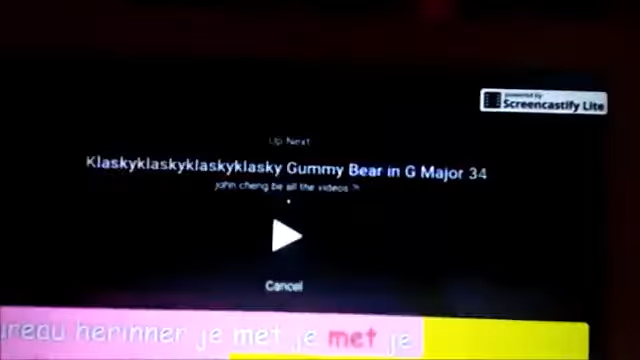 powered by
Screencastify Lite
Up Next
Klaskyklaskyklaskyklasky Gummy Bear in G Major 34
john cheng be all the videos
Cancel
herinner je met je met je